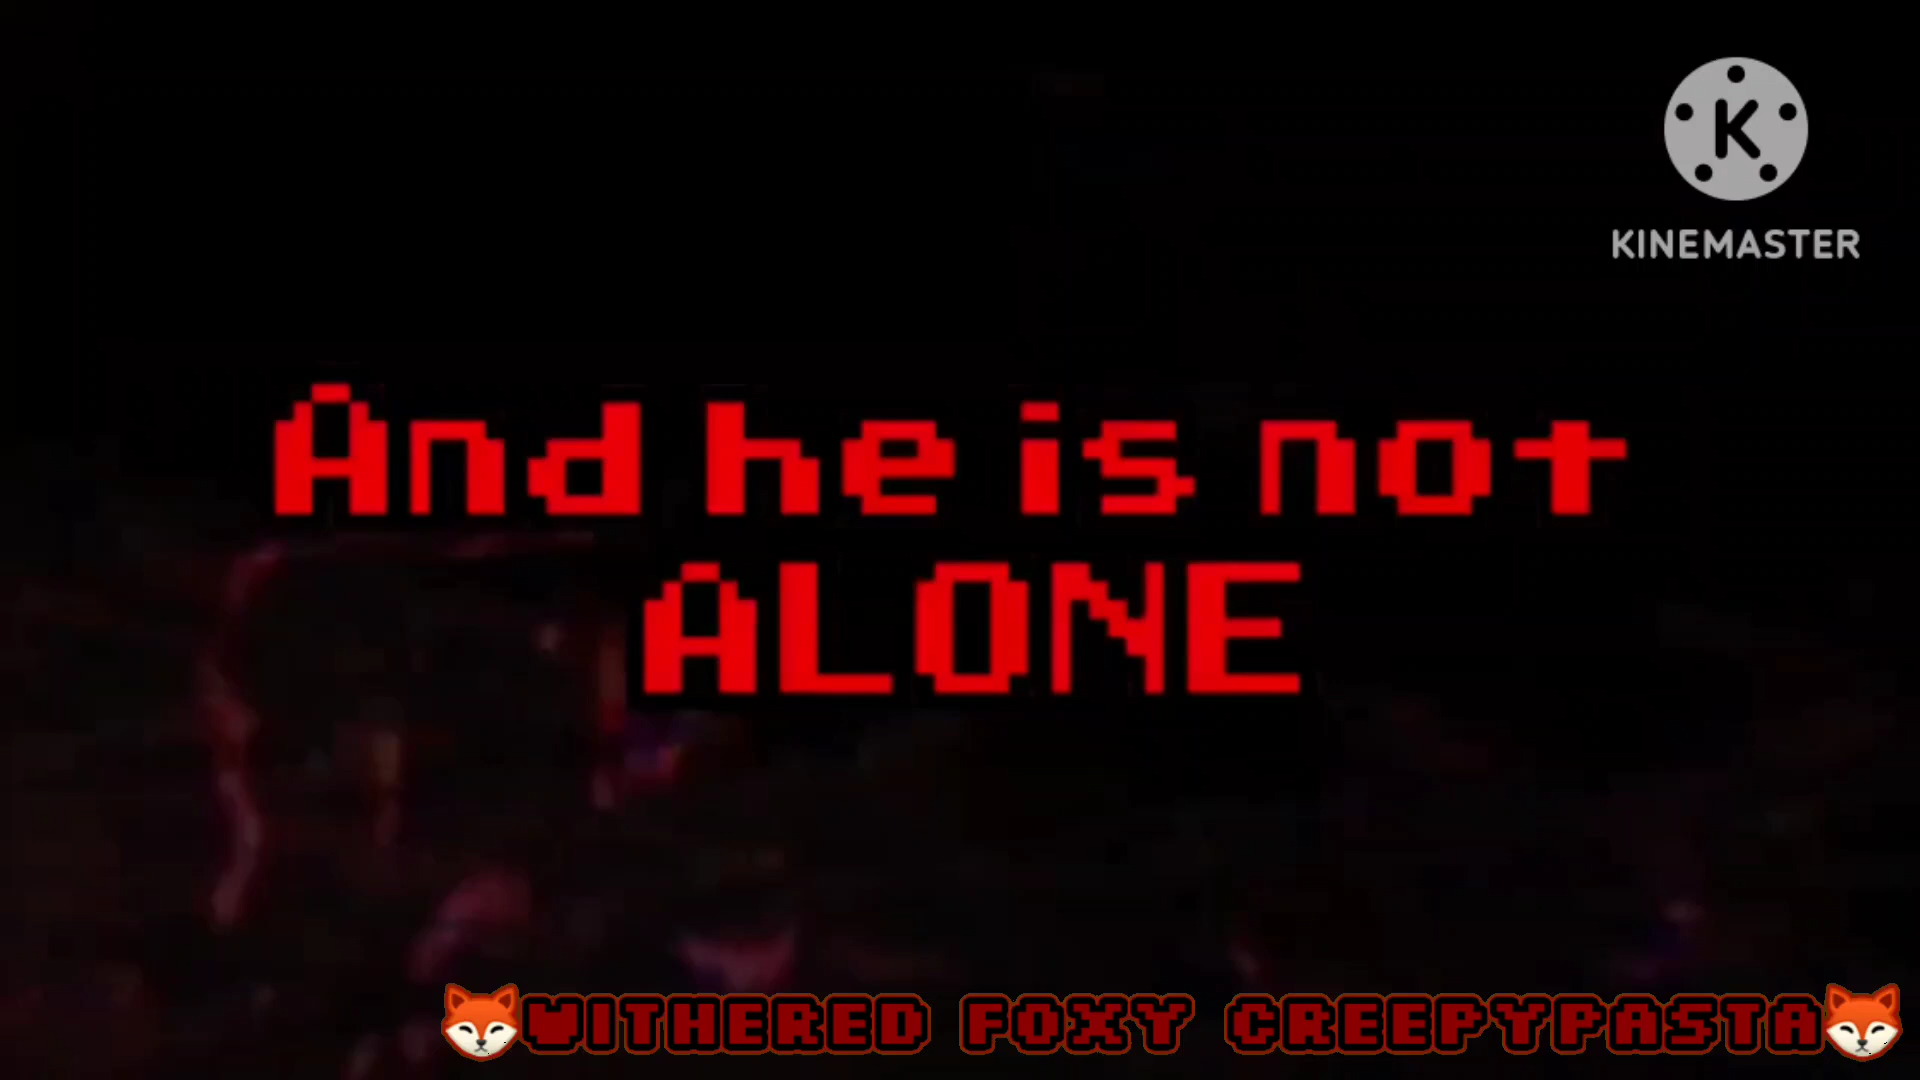 K
KINEMASTER
And he is not
ALONE
🦊WITHERED FOXY CREEPYPASTA🦊